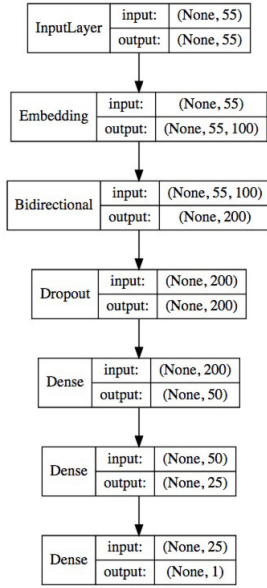 InputLayer input: (None, 55)
output: (None, 55)
Embedding input: (None, 55)
output: (None, 55, 100)
Bidirectional input: (None, 55, 100)
output: (None, 200)
Dropout input: (None, 200)
output: (None, 200)
Dense input: (None, 200)
output: (None, 50)
Dense input: (None, 50)
output: (None, 25)
Dense input: (None, 25)
output: (None, 1)